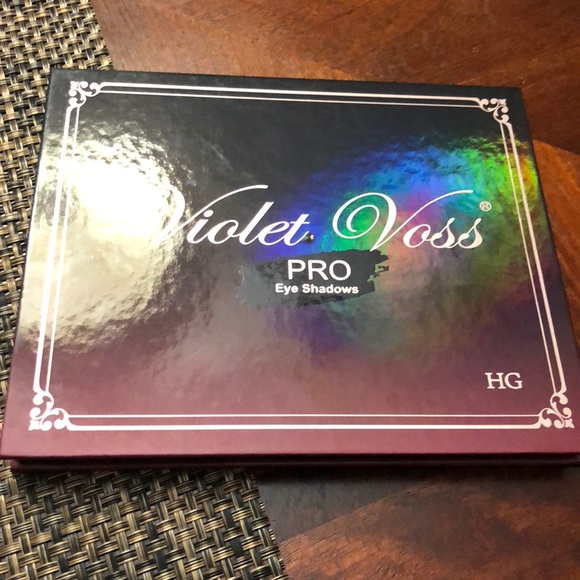 Violet Voss®
PRO
Eye Shadows
HG